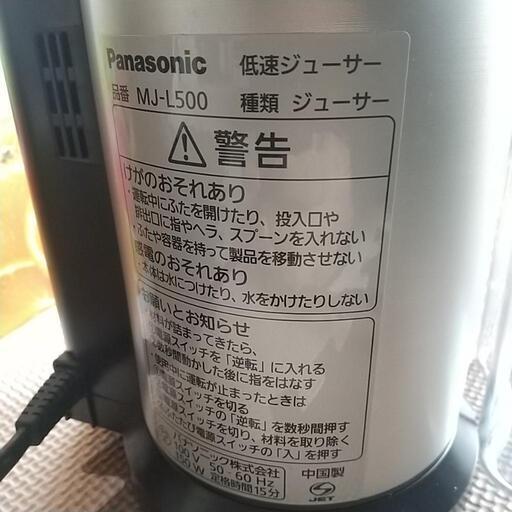 Panasonic 低速ジューサー
品番 MJ-L500 種類 ジューサー
警告
けがのおそれあり
・運転中にふたを開けたり、投入口や
排出口に指やヘラ、スプーンを入れない
・ふたや容器を持って製品を移動させない
感電のおそれあり
・本体は水につけたり、水をかけたりしない
お願いとお知らせ
材料が詰まってきたら、
電源スイッチを「逆転」に入れる
数秒間動かした後に指をはなす
・使用中に運転が止まったときは
電源スイッチを切る
電源スイッチの「逆転」を数秒間押す
電源スイッチを切り、材料を取り除く
ふたたび電源スイッチの「入」を押す
パナソニック株式会社
100 V 50-60 Hz 中国製
150 W 定格時間15分
JET